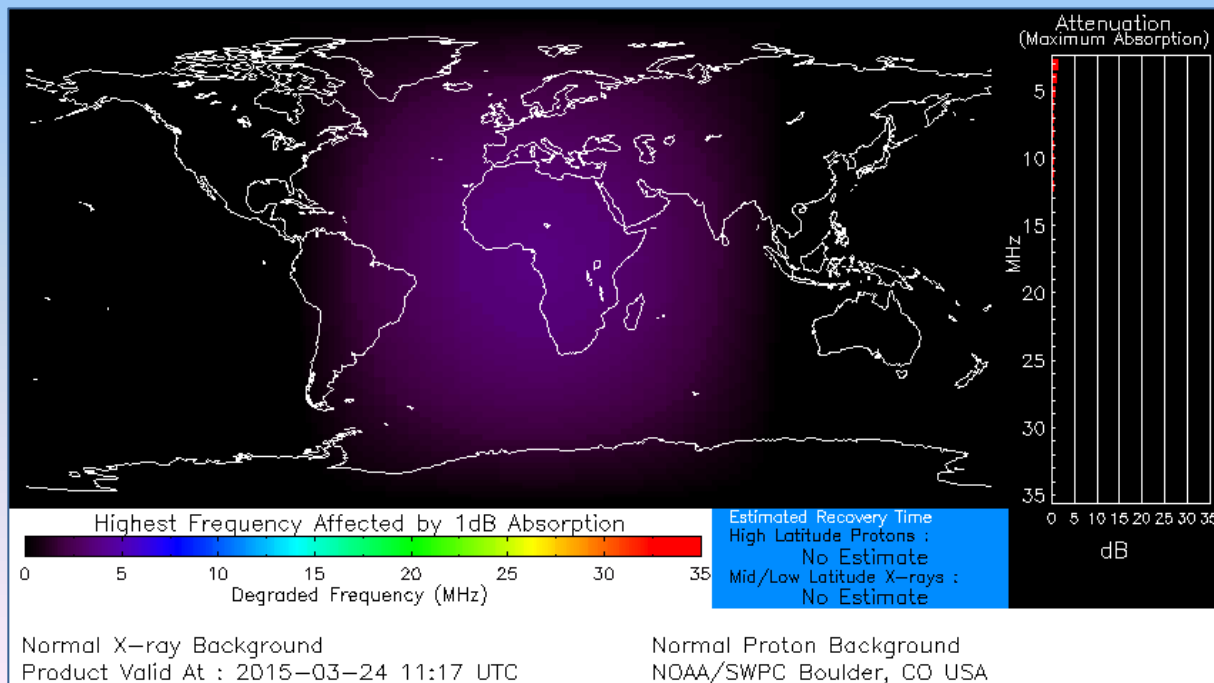 Attenuation
(Maximum Absorption)
5
10
15
20
25
30
35
MHz
0 5 10 15 20 25 30 35
dB
Highest Frequency Affected by 1dB Absorption
0 5 10 15 20 25 30 35
Degraded Frequency (MHz)
Estimated Recovery Time
High Latitude Protons :
No Estimate
Mid/Low Latitude X-rays :
No Estimate
Normal X-ray Background
Product Valid At : 2015-03-24 11:17 UTC
Normal Proton Background
NOAA/SWPC Boulder, CO USA